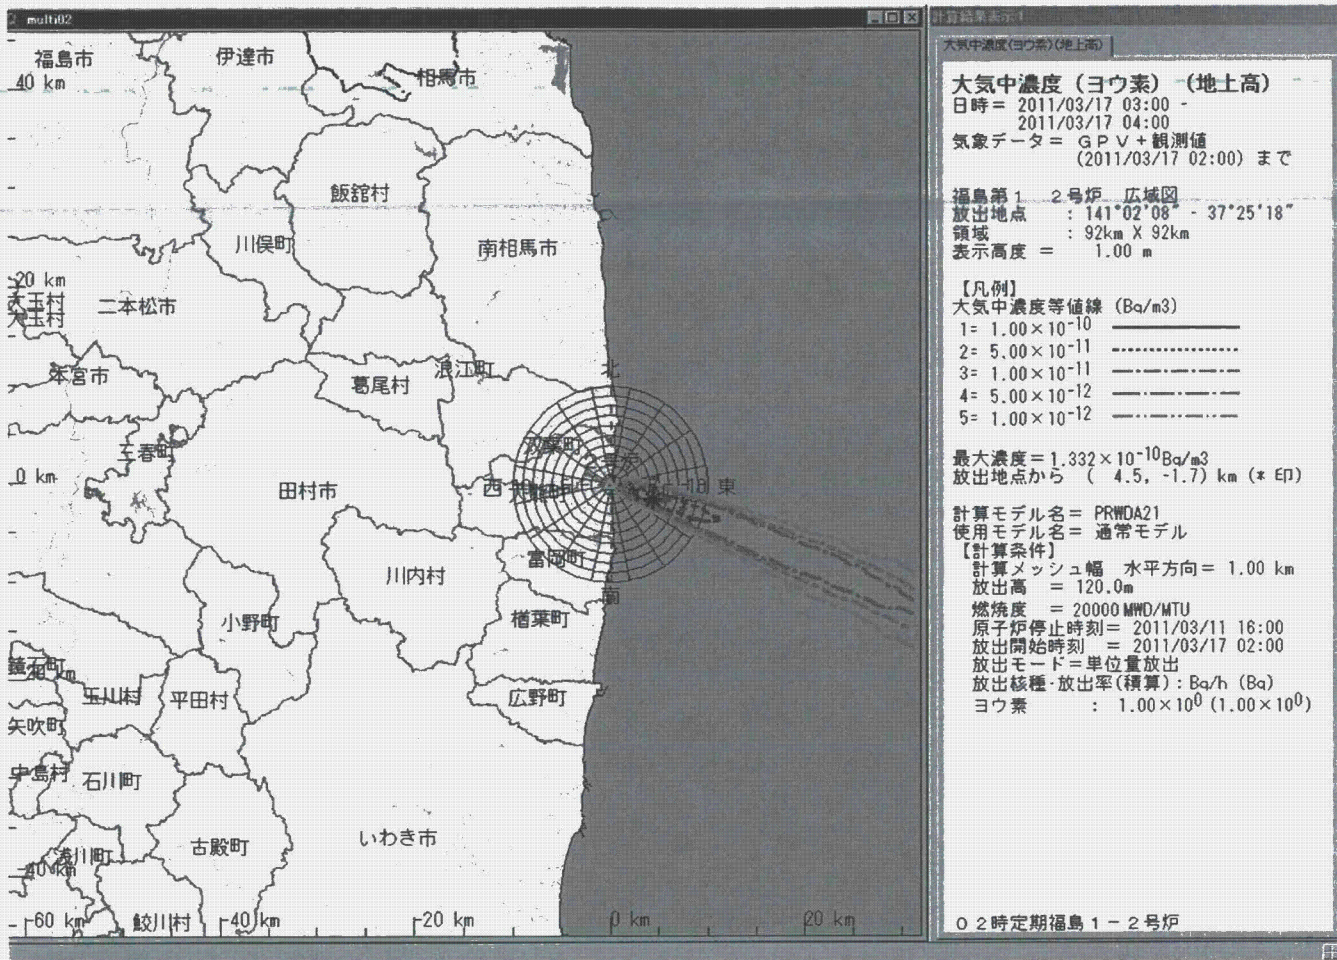 multi02
福島市
伊達市
相馬市
40 km
飯舘村
川俣町
南相馬市
20 km
大玉村
大玉村
二本松市
本宮市
葛尾村
浪江町
北
三春町
双葉町
0 km
田村市
西
東
富岡町
川内村
南
小野町
楢葉町
鏡石町
玉川村
平田村
広野町
矢吹町
中島村
石川町
浅川町
古殿町
いわき市
-40 km
-60 km
鮫川村
-40 km
-20 km
0 km
20 km
計算結果表示:1
大気中濃度(ヨウ素)(地上高)
大気中濃度(ヨウ素) (地上高)
日時= 2011/03/17 03:00 -
2011/03/17 04:00
気象データ= GPV+観測値
(2011/03/17 02:00) まで
福島第1 2号炉 広域図
放出地点 : 141°02'08" - 37°25'18"
領域 : 92km X 92km
表示高度 = 1.00 m
【凡例】
大気中濃度等値線 (Bq/m3)
1= 1.00×10⁻¹⁰
2= 5.00×10⁻¹¹
3= 1.00×10⁻¹¹
4= 5.00×10⁻¹²
5= 1.00×10⁻¹²
最大濃度=1.332×10⁻¹⁰Bq/m3
放出地点から ( 4.5, -1.7) km (* 印)
計算モデル名= PRWDA21
使用モデル名= 通常モデル
【計算条件】
計算メッシュ幅 水平方向= 1.00 km
放出高 = 120.0m
燃焼度 = 20000MWD/MTU
原子炉停止時刻= 2011/03/11 16:00
放出開始時刻 = 2011/03/17 02:00
放出モード=単位量放出
放出核種・放出率(積算):Bq/h (Bq)
ヨウ素 : 1.00×10⁰ (1.00×10⁰)
02時定期福島1-2号炉